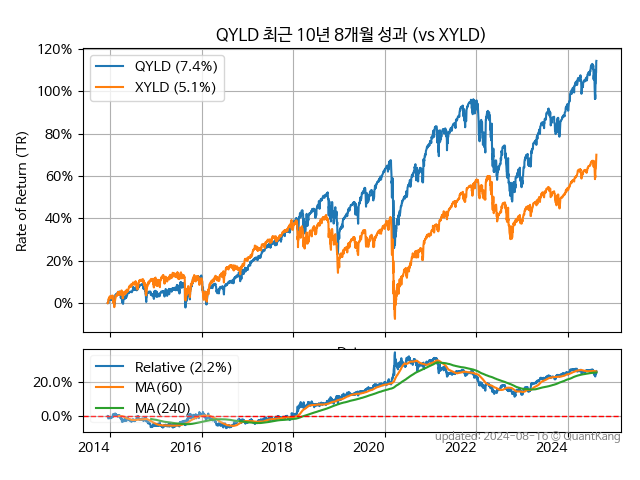 QYLD 최근 10년 8개월 성과 (vs XYLD)
120%
100%
80%
60%
40%
20%
0%
Rate of Return (TR)
QYLD (7.4%)
XYLD (5.1%)
20.0%
0.0%
Relative (2.2%)
MA(60)
MA(240)
2014
2016
2018
2020
2022
2024
updated: 2024-08-16 © QuantKang